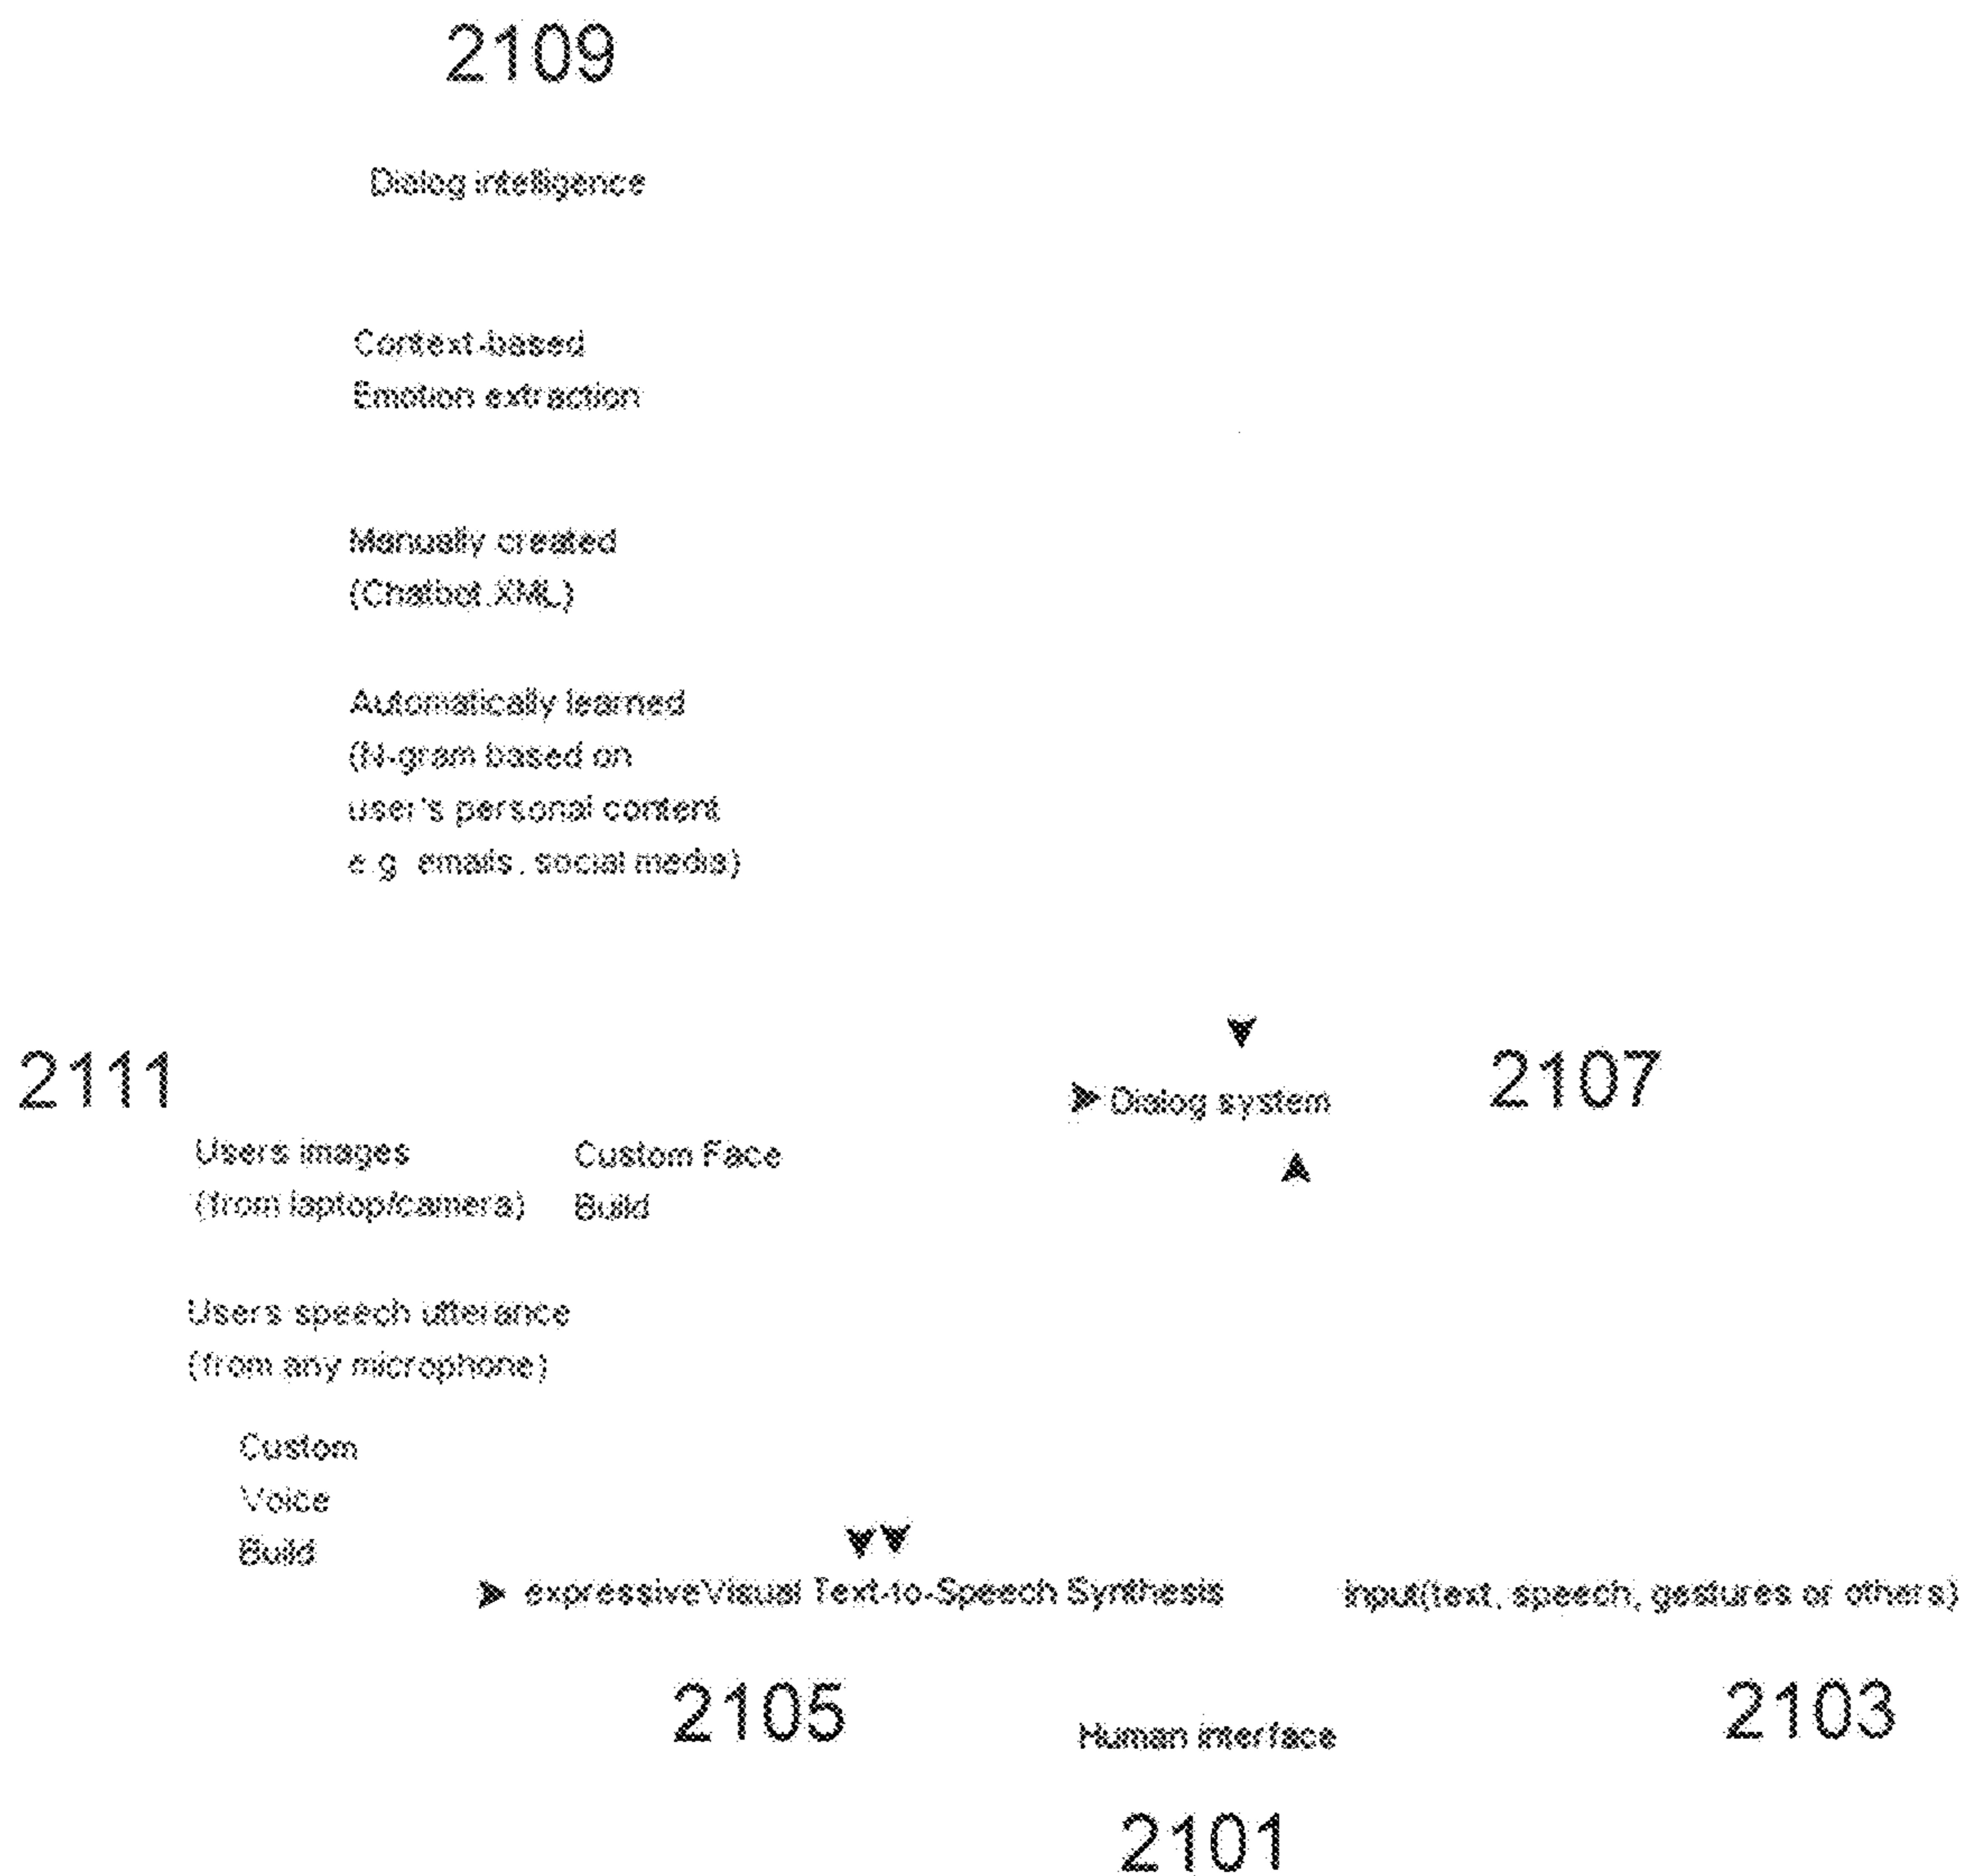 2109
Dialog intelligence
Context-based
Emotion extraction
Manually created
(Chatbot XML)
Automatically learned
(N-gram based on
user's personal content
e.g emails, social media)
2111
Dialog system
2107
Users images
(from laptop/camera)
Custom Face
Build
Users speech utterance
(from any microphone)
Custom
Voice
Build
expressive Visual Text-to-Speech Synthesis
input(text, speech, gestures or others)
2105
2103
Human interface
2101